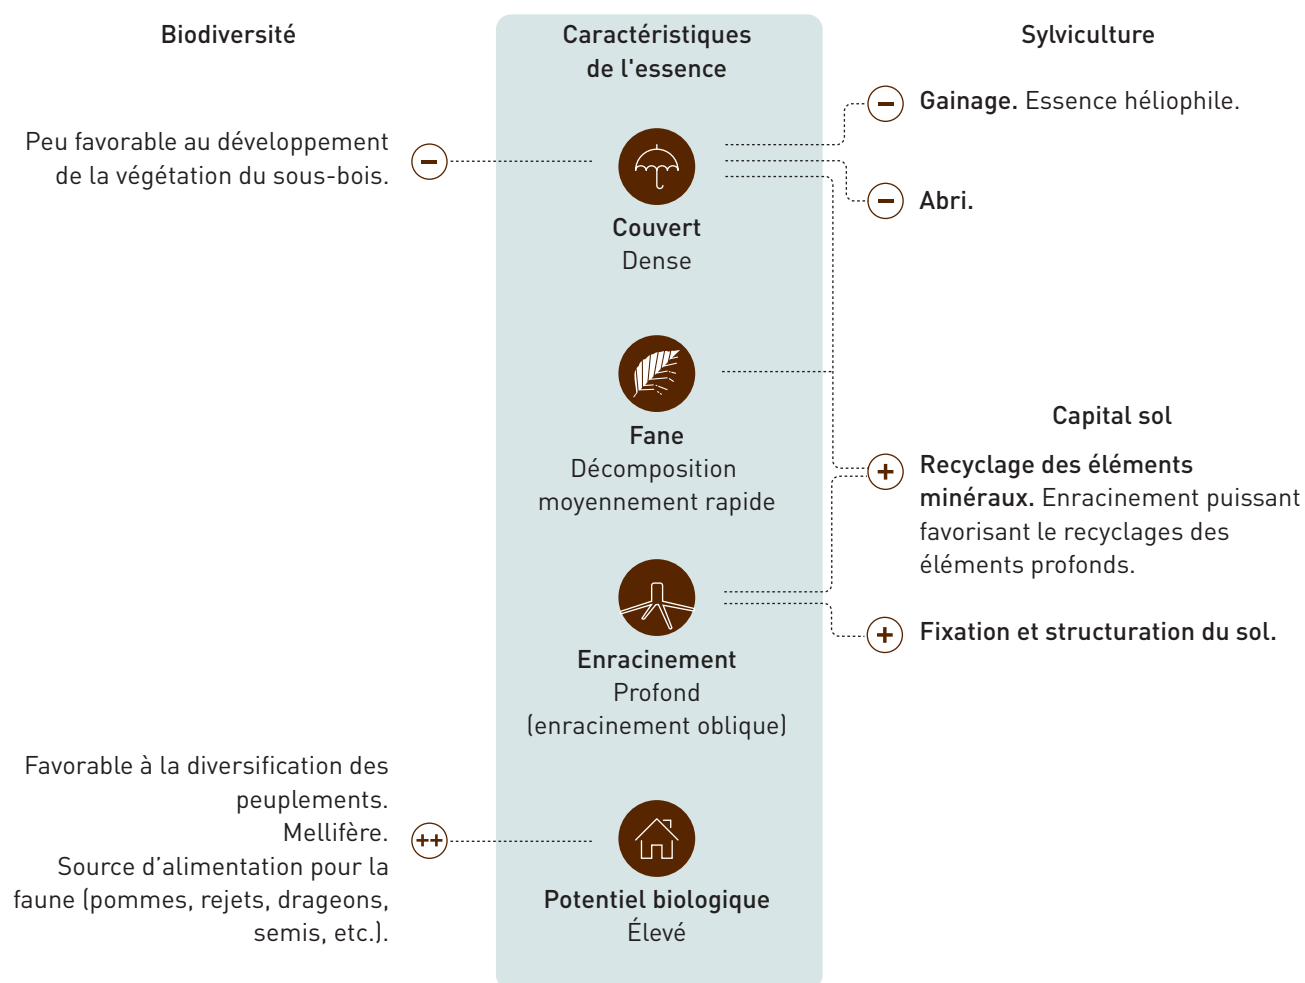 Biodiversité
Peu favorable au développement
de la végétation du sous-bois.
Favorable à la diversification des
peuplements.
Mellifère.
Source d’alimentation pour la
faune (pommes, rejets, drageons,
semis, etc.).
Caractéristiques
de l'essence
Couvert
Dense
Fane
Décomposition
moyennement rapide
Enracinement
Profond
(enracinement oblique)
Potentiel biologique
Élevé
Sylviculture
Gainage. Essence héliophile.
Abri.
Capital sol
Recyclage des éléments
minéraux. Enracinement puissant
favorisant le recyclages des
éléments profonds.
Fixation et structuration du sol.